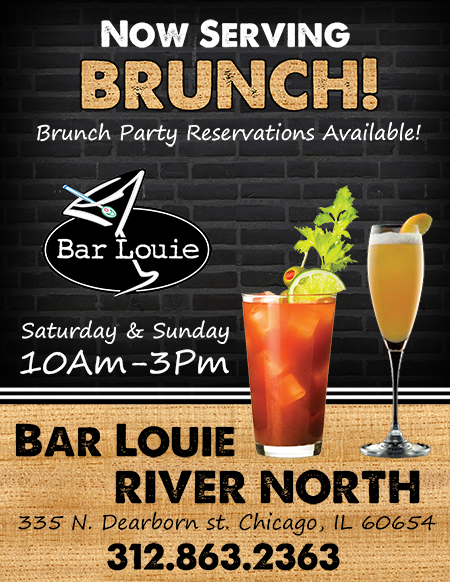 NOW SERVING
BRUNCH!
Brunch Party Reservations Available!
Bar Louie
Saturday & Sunday
10Am-3Pm
BAR LOUIE
RIVER NORTH
335 N. Dearborn st. Chicago, IL 60654
312.863.2363